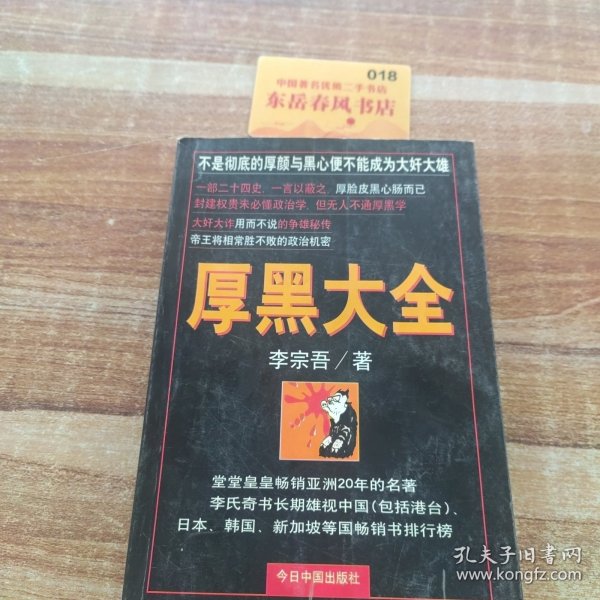 018
中国著名优质二手书店
东岳春风书店
不是彻底的厚颜与黑心便不能成为大奸大雄
一部二十四史，一言以蔽之，厚脸皮黑心肠而已
封建权贵未必懂政治学，但无人不通厚黑学
大奸大诈用而不说的争雄秘传
帝王将相常胜不败的政治机密
厚黑大全
李宗吾／著
堂堂皇皇畅销亚洲20年的名著
李氏奇书长期雄视中国(包括港台)、
日本、韩国、新加坡等国畅销书排行榜
今日中国出版社
孔夫子旧书网
www.kongfz.com